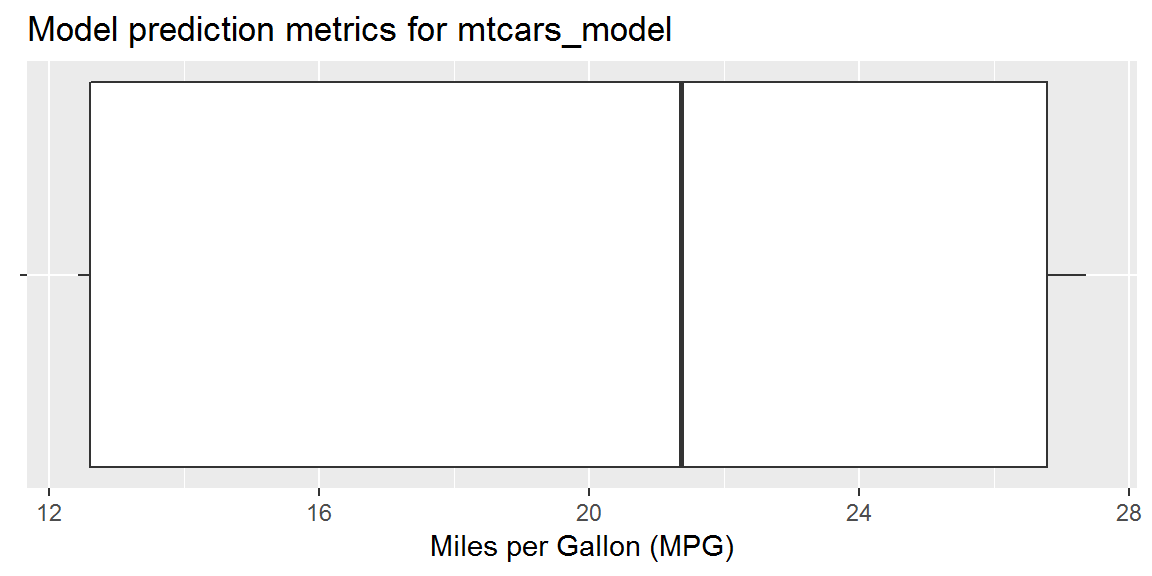 Model prediction metrics for mtcars_model
12 16 20 24 28
Miles per Gallon (MPG)